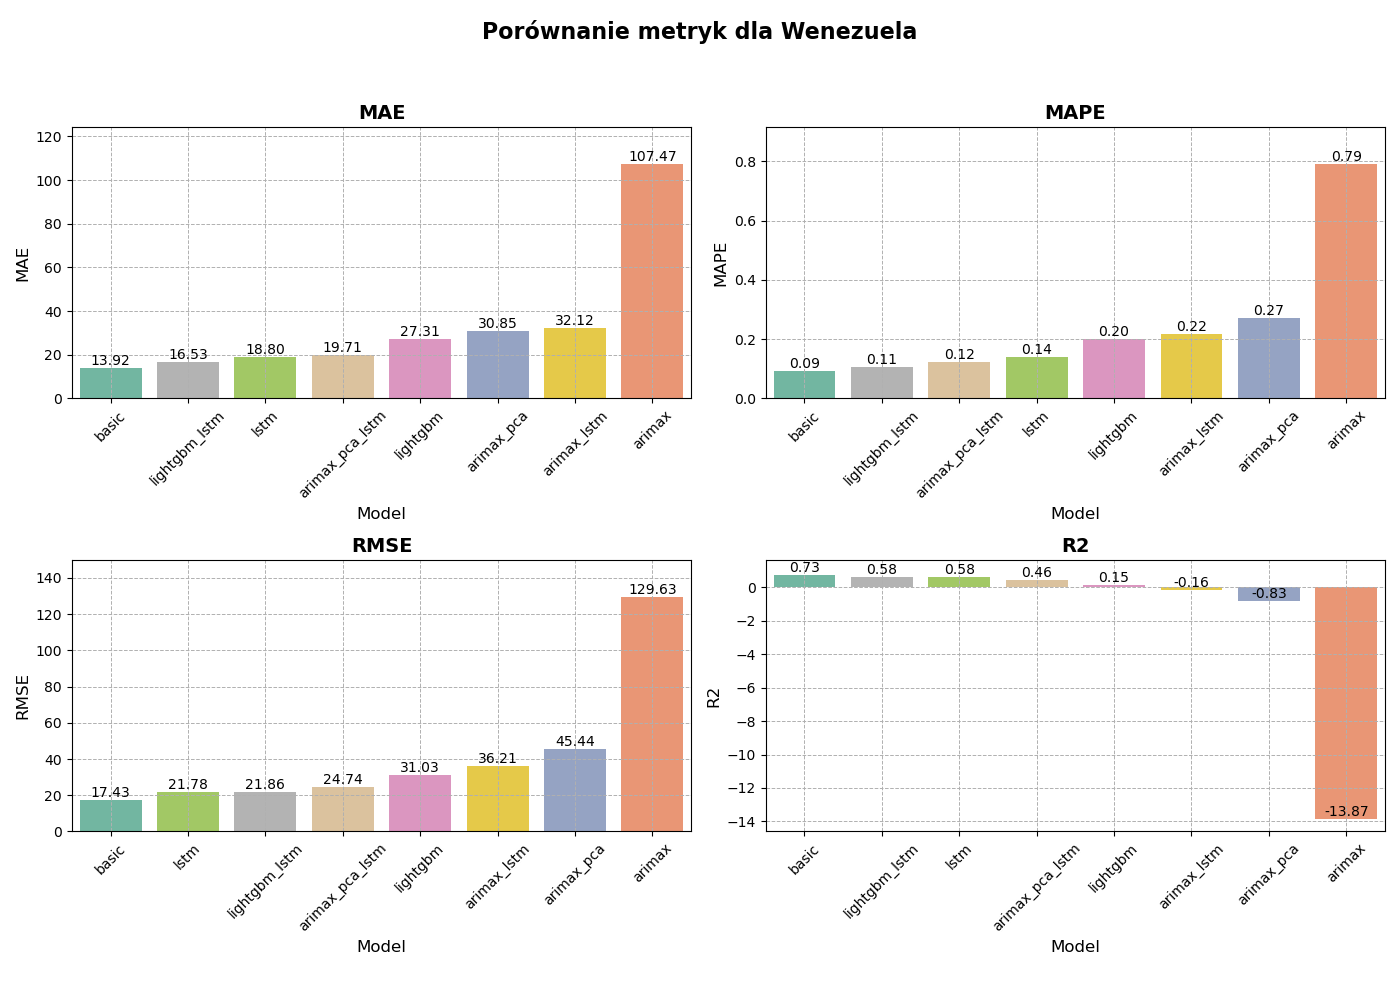 Porównanie metryk dla Wenezuela
MAE
MAE
120
100
80
60
40
20
0
13.92
16.53
18.80
19.71
27.31
30.85
32.12
107.47
basic
lightgbm_lstm
lstm
arimax_pca_lstm
lightgbm
arimax_pca
arimax_lstm
arimax
Model
MAPE
MAPE
0.8
0.6
0.4
0.2
0.0
0.09
0.11
0.12
0.14
0.20
0.22
0.27
0.79
basic
lightgbm_lstm
arimax_pca_lstm
lstm
lightgbm
arimax_lstm
arimax_pca
arimax
Model
RMSE
RMSE
140
120
100
80
60
40
20
0
17.43
21.78
21.86
24.74
31.03
36.21
45.44
129.63
basic
lstm
lightgbm_lstm
arimax_pca_lstm
lightgbm
arimax_lstm
arimax_pca
arimax
Model
R2
R2
0
−2
−4
−6
−8
−10
−12
−14
0.73
0.58
0.58
0.46
0.15
-0.16
-0.83
-13.87
basic
lightgbm_lstm
lstm
arimax_pca_lstm
lightgbm
arimax_lstm
arimax_pca
arimax
Model